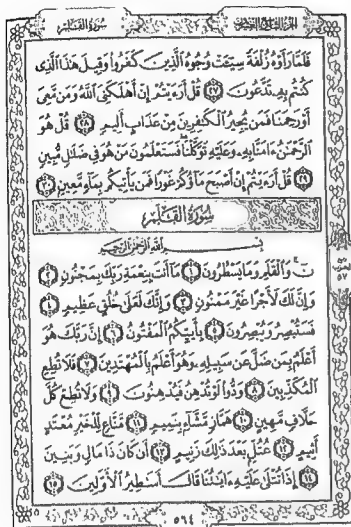 سُورَةُ القَلَمِ
الجزء التاسع والعشرون
فَلَمَّا رَأَوْهُ زُلْفَةً سِيٓـَٔتْ وُجُوهُ ٱلَّذِينَ كَفَرُوا۟ وَقِيلَ هَٰذَا ٱلَّذِى
كُنتُم بِهِۦ تَدَّعُونَ ٢٧ قُلْ أَرَءَيْتُمْ إِنْ أَهْلَكَنِىَ ٱللَّهُ وَمَن مَّعِىَ
أَوْ رَحِمَنَا فَمَن يُجِيرُ ٱلْكَٰفِرِينَ مِنْ عَذَابٍ أَلِيمٍ ٢٨ قُلْ هُوَ
ٱلرَّحْمَٰنُ ءَامَنَّا بِهِۦ وَعَلَيْهِ تَوَكَّلْنَا فَسَتَعْلَمُونَ مَنْ هُوَ فِى ضَلَٰلٍ مُّبِينٍ
٢٩ قُلْ أَرَءَيْتُمْ إِنْ أَصْبَحَ مَآؤُكُمْ غَوْرًا فَمَن يَأْتِيكُم بِمَآءٍ مَّعِينٍۭ ٣٠
سُورَةُ القَلَمِ
بِسْمِ ٱللَّهِ ٱلرَّحْمَٰنِ ٱلرَّحِيمِ
نٓ وَٱلْقَلَمِ وَمَا يَسْطُرُونَ ١ مَآ أَنتَ بِنِعْمَةِ رَبِّكَ بِمَجْنُونٍ ٢
وَإِنَّ لَكَ لَأَجْرًا غَيْرَ مَمْنُونٍ ٣ وَإِنَّكَ لَعَلَىٰ خُلُقٍ عَظِيمٍ ٤
فَسَتُبْصِرُ وَيُبْصِرُونَ ٥ بِأَييِّكُمُ ٱلْمَفْتُونُ ٦ إِنَّ رَبَّكَ هُوَ
أَعْلَمُ بِمَن ضَلَّ عَن سَبِيلِهِۦ وَهُوَ أَعْلَمُ بِٱلْمُهْتَدِينَ ٧ فَلَا تُطِعِ
ٱلْمُكَذِّبِينَ ٨ وَدُّوا۟ لَوْ تُدْهِنُ فَيُدْهِنُونَ ٩ وَلَا تُطِعْ كُلَّ
حَلَّافٍ مَّهِينٍ ١٠ هَمَّازٍ مَّشَّآءٍۭ بِنَمِيمٍ ١١ مَّنَّاعٍ لِّلْخَيْرِ مُعْتَدٍ
أَثِيمٍ ١٢ عُتُلٍّۭ بَعْدَ ذَٰلِكَ زَنِيمٍ ١٣ أَن كَانَ ذَا مَالٍ وَبَنِينَ
١٤ إِذَا تُتْلَىٰ عَلَيْهِ ءَايَٰتُنَا قَالَ أَسَٰطِيرُ ٱلْأَوَّلِينَ ١٥
٥٦٤